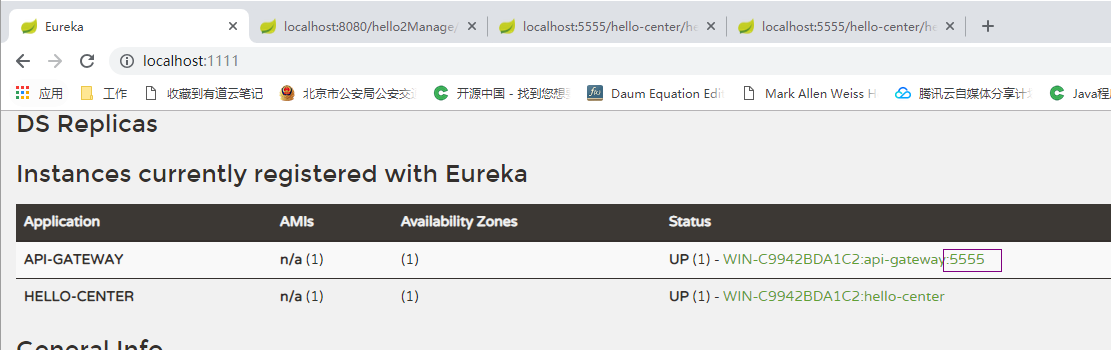 Eureka
localhost:8080/hello2Manage/
localhost:5555/hello-center/he
localhost:5555/hello-center/he
localhost:1111
应用 工作 收藏到有道云笔记 北京市公安局公安交 开源中国 - 找到您想 Daum Equation Edi Mark Allen Weiss H 腾讯云自媒体分享计 Java程
DS Replicas
Instances currently registered with Eureka
Application AMIs Availability Zones Status
API-GATEWAY n/a (1) (1) UP (1) - WIN-C9942BDA1C2:api-gateway:5555
HELLO-CENTER n/a (1) (1) UP (1) - WIN-C9942BDA1C2:hello-center
General Info